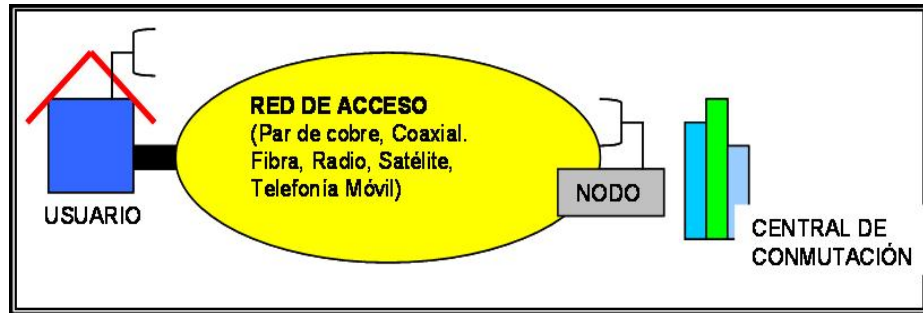 RED DE ACCESO
(Par de cobre, Coaxial.
Fibra, Radio, Satélite,
Telefonía Móvil)
NODO
USUARIO
CENTRAL DE
CONMUTACIÓN